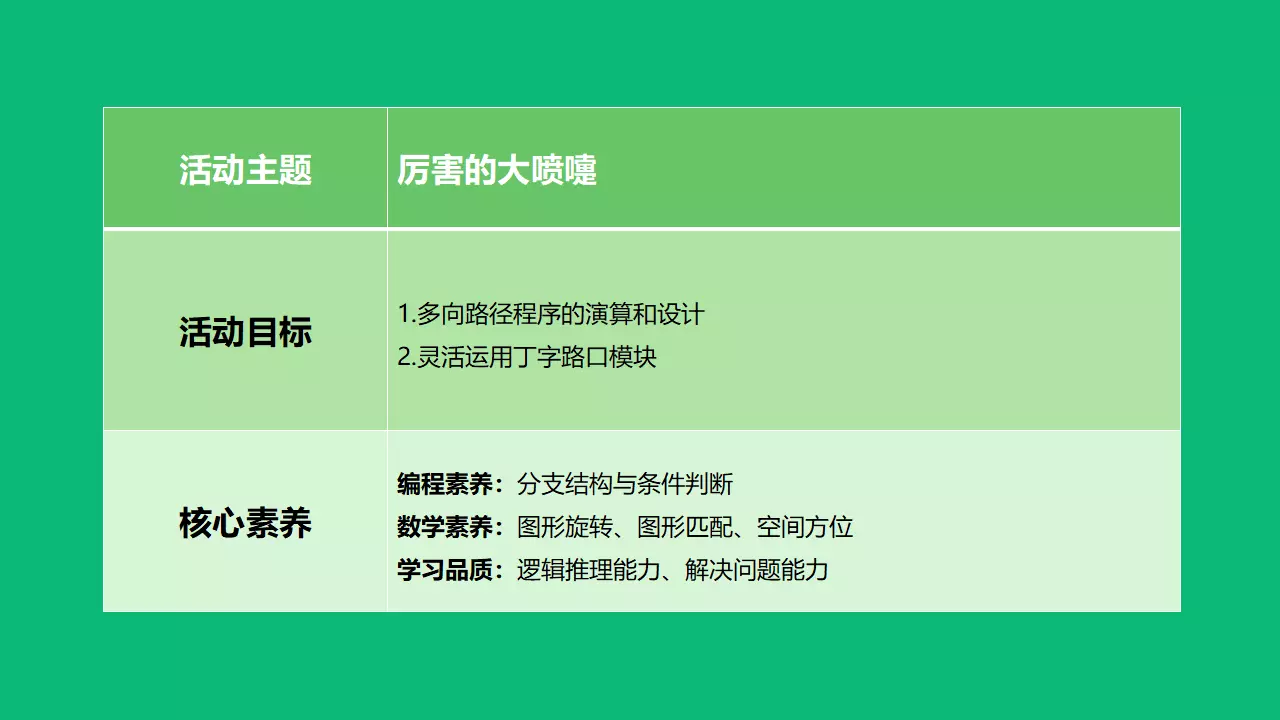 活动主题
厉害的大喷嚏
活动目标
1.多向路径程序的演算和设计
2.灵活运用丁字路口模块
核心素养
编程素养：分支结构与条件判断
数学素养：图形旋转、图形匹配、空间方位
学习品质：逻辑推理能力、解决问题能力